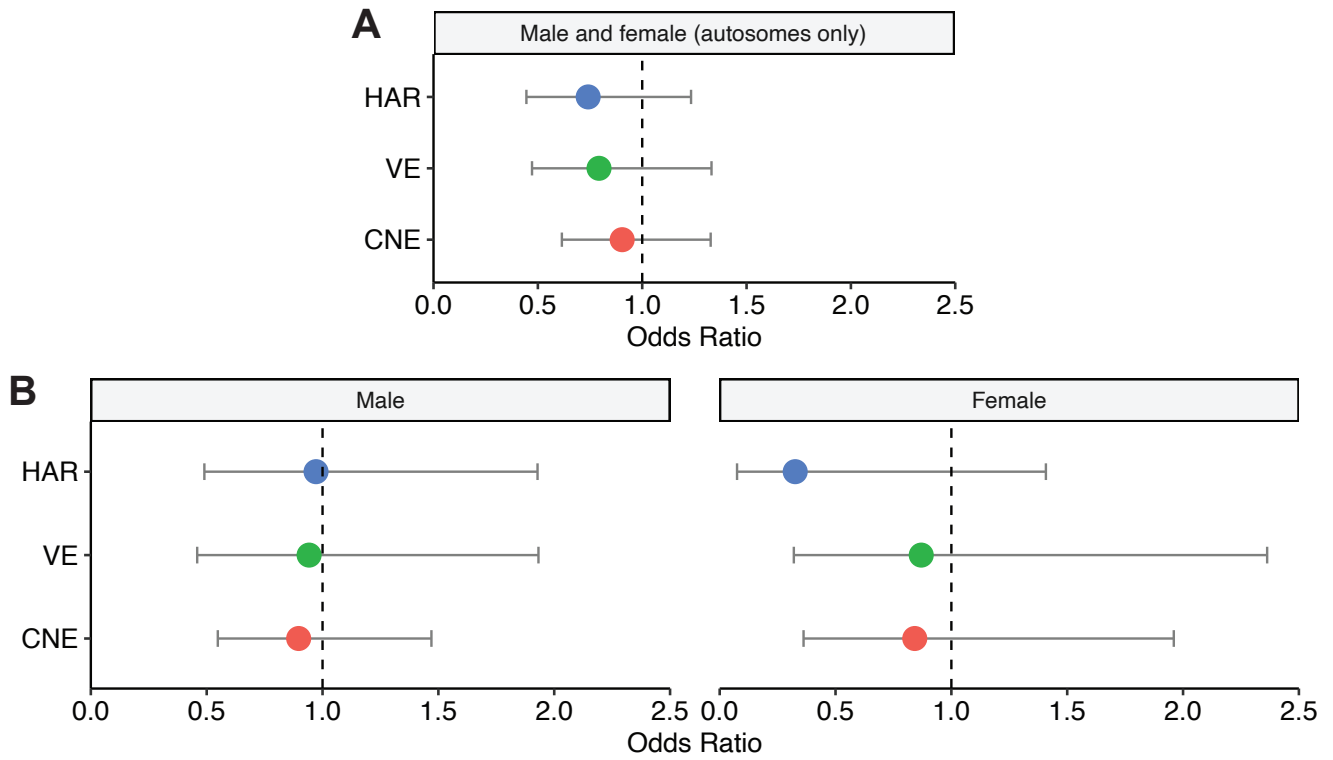 A
Male and female (autosomes only)
HAR
VE
CNE
0.0 0.5 1.0 1.5 2.0 2.5
Odds Ratio
B
Male Female
HAR
VE
CNE
0.0 0.5 1.0 1.5 2.0 2.5 0.0 0.5 1.0 1.5 2.0 2.5
Odds Ratio